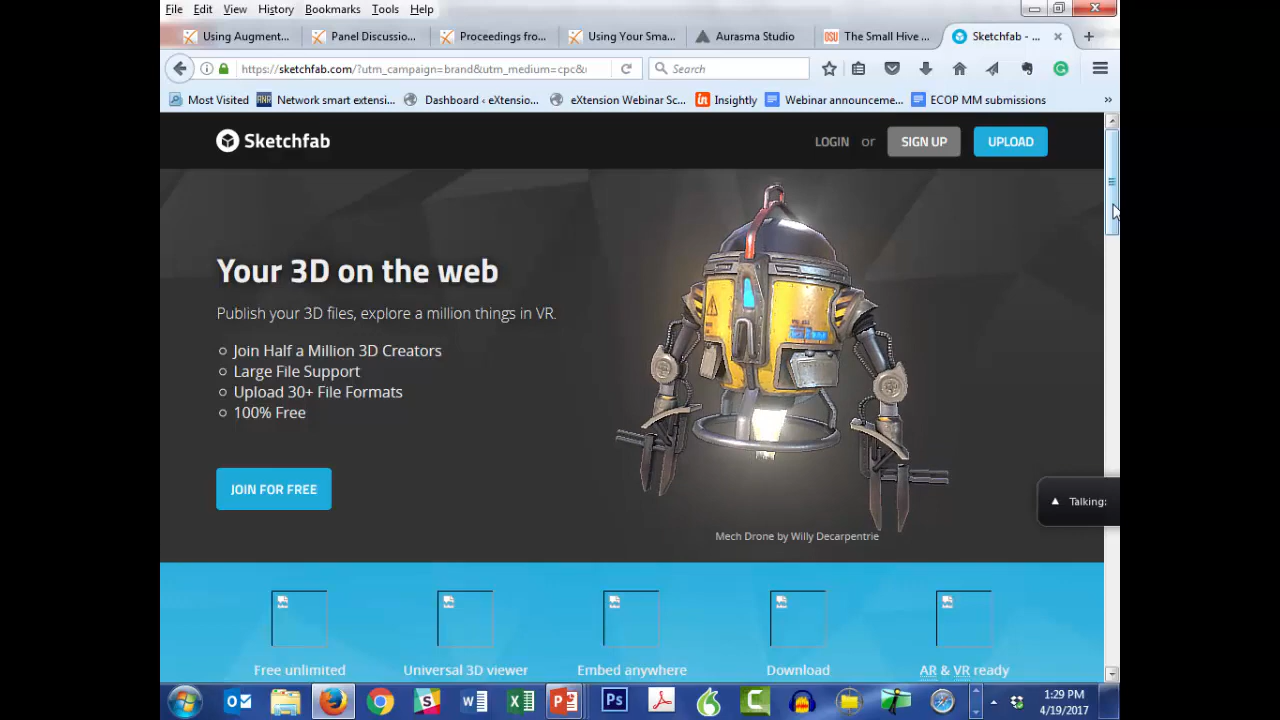 File Edit View History Bookmarks Tools Help
Using Augment... Panel Discussio... Proceedings fro... Using Your Sma... Aurasma Studio The Small Hive ... Sketchfab - ...
https://sketchfab.com/?utm_campaign=brand&utm_medium=cpc&u Search
Most Visited Network smart extensi... Dashboard ‹ eXtensio... eXtension Webinar Sc... Insightly Webinar announceme... ECOP MM submissions
Sketchfab LOGIN or SIGN UP UPLOAD
Your 3D on the web
Publish your 3D files, explore a million things in VR.
Join Half a Million 3D Creators
Large File Support
Upload 30+ File Formats
100% Free
JOIN FOR FREE
Talking:
Mech Drone by Willy Decarpentrie
Free unlimited Universal 3D viewer Embed anywhere Download AR & VR ready
1:29 PM
4/19/2017